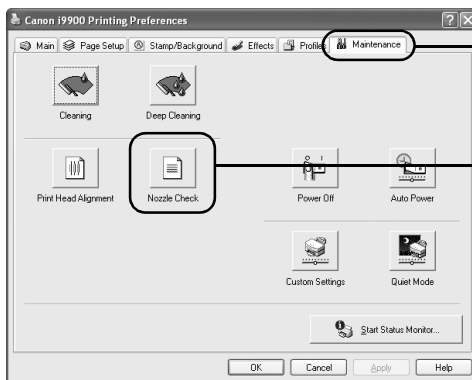 Canon i9900 Printing Preferences
Main Page Setup Stamp/Background Effects Profiles Maintenance
Cleaning Deep Cleaning
Print Head Alignment Nozzle Check Power Off Auto Power
Custom Settings Quiet Mode
Start Status Monitor...
OK Cancel Apply Help